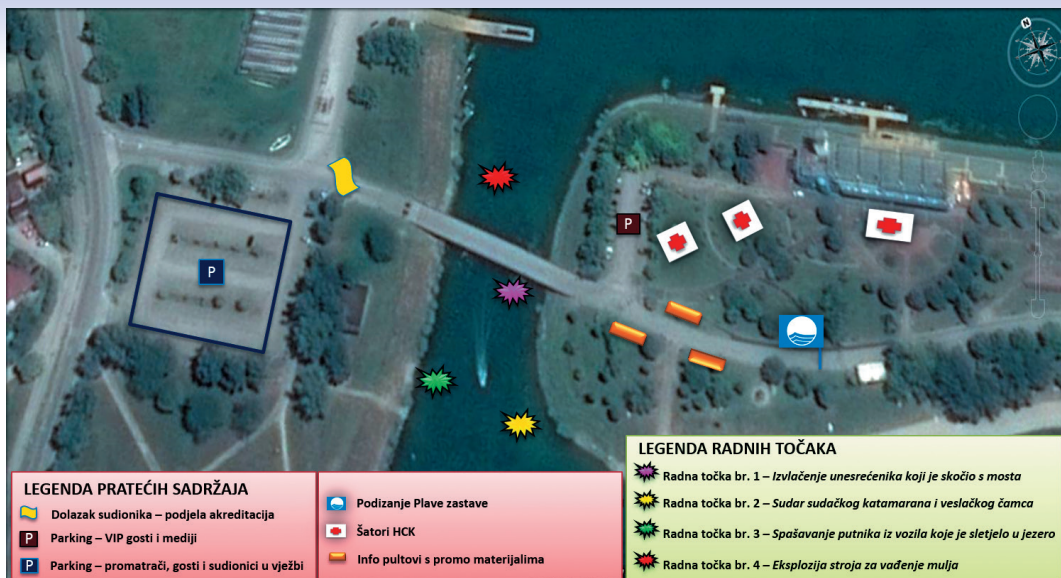 N
P
P
LEGENDA PRATEĆIH SADRŽAJA
Dolazak sudionika – podjela akreditacija
P Parking – VIP gosti i mediji
P Parking – promatrači, gosti i sudionici u vježbi
Podizanje Plave zastave
Šatori HCK
Info pultovi s promo materijalima
LEGENDA RADNIH TOČAKA
Radna točka br. 1 – Izvlačenje unesrećenika koji je skočio s mosta
Radna točka br. 2 – Sudar sudačkog katamarana i veslačkog čamca
Radna točka br. 3 – Spašavanje putnika iz vozila koje je sletjelo u jezero
Radna točka br. 4 – Eksplozija stroja za vađenje mulja